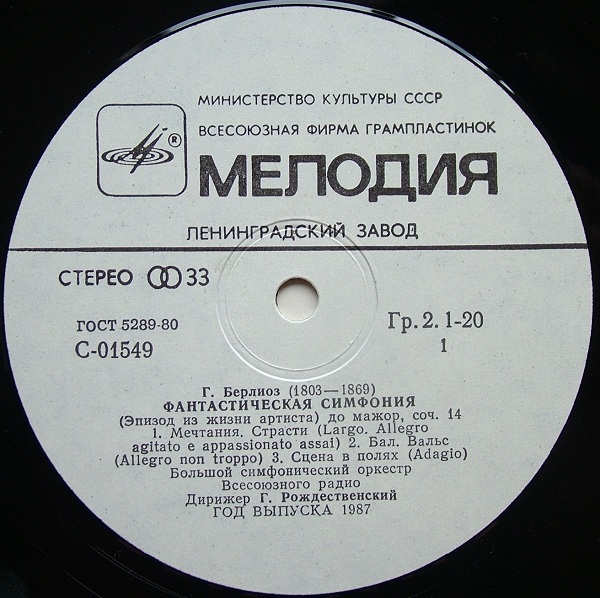 МИНИСТЕРСТВО КУЛЬТУРЫ СССР
ВСЕСОЮЗНАЯ ФИРМА ГРАМПЛАСТИНОК
®
МЕЛОДИЯ
ЛЕНИНГРАДСКИЙ ЗАВОД
СТЕРЕО 33
ГОСТ 5289-80
Гр. 2. 1-20
С-01549
1
Г. Берлиоз (1803—1869)
ФАНТАСТИЧЕСКАЯ СИМФОНИЯ
(Эпизод из жизни артиста) до мажор, соч. 14
1. Мечтания. Страсти (Largo. Allegro
agitato e appassionato assai) 2. Бал. Вальс
(Allegro non troppo) 3. Сцена в полях (Adagio)
Большой симфонический оркестр
Всесоюзного радио
Дирижер Г. Рождественский
ГОД ВЫПУСКА 1987